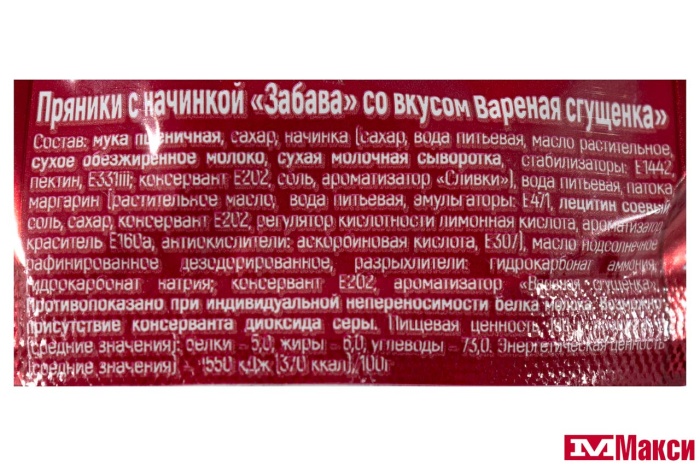 Пряники с начинкой «Забава» со вкусом Вареная сгущенка»
Состав: мука пшеничная, сахар, начинка (сахар, вода питьевая, масло растительное,
сухое обезжиренное молоко, сухая молочная сыворотка, стабилизаторы: Е1442,
пектин, Е331iii; консервант Е202, соль, ароматизатор «Сливки»), вода питьевая, патока,
маргарин (растительное масло, вода питьевая, эмульгаторы: Е471, лецитин соевый,
соль, сахар, консервант Е202, регулятор кислотности лимонная кислота, ароматизатор,
краситель Е160а, антиокислители: аскорбиновая кислота, Е307), масло подсолнечное
рафинированное дезодорированное, разрыхлители: гидрокарбонат аммония,
гидрокарбонат натрия; консервант Е202, ароматизатор «Вареная сгущенка».
Противопоказано при индивидуальной непереносимости белка
присутствие консерванта диоксида серы. Пищевая ценность
(средние значения): белки – 5,0, жиры – 6,0, углеводы – 73,0. Энергетическая ценность
(средние значения) – 1550 кДж (370 ккал)/100г
Макси